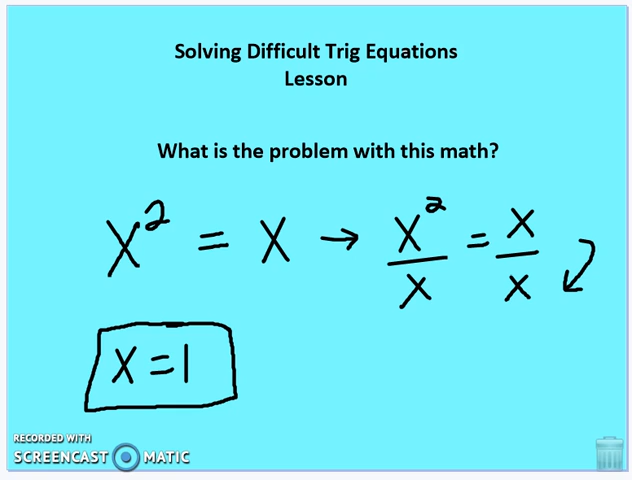 Solving Difficult Trig Equations
Lesson
What is the problem with this math?
x² = x → x²/x = x/x
x = 1
RECORDED WITH
SCREENCAST MATIC